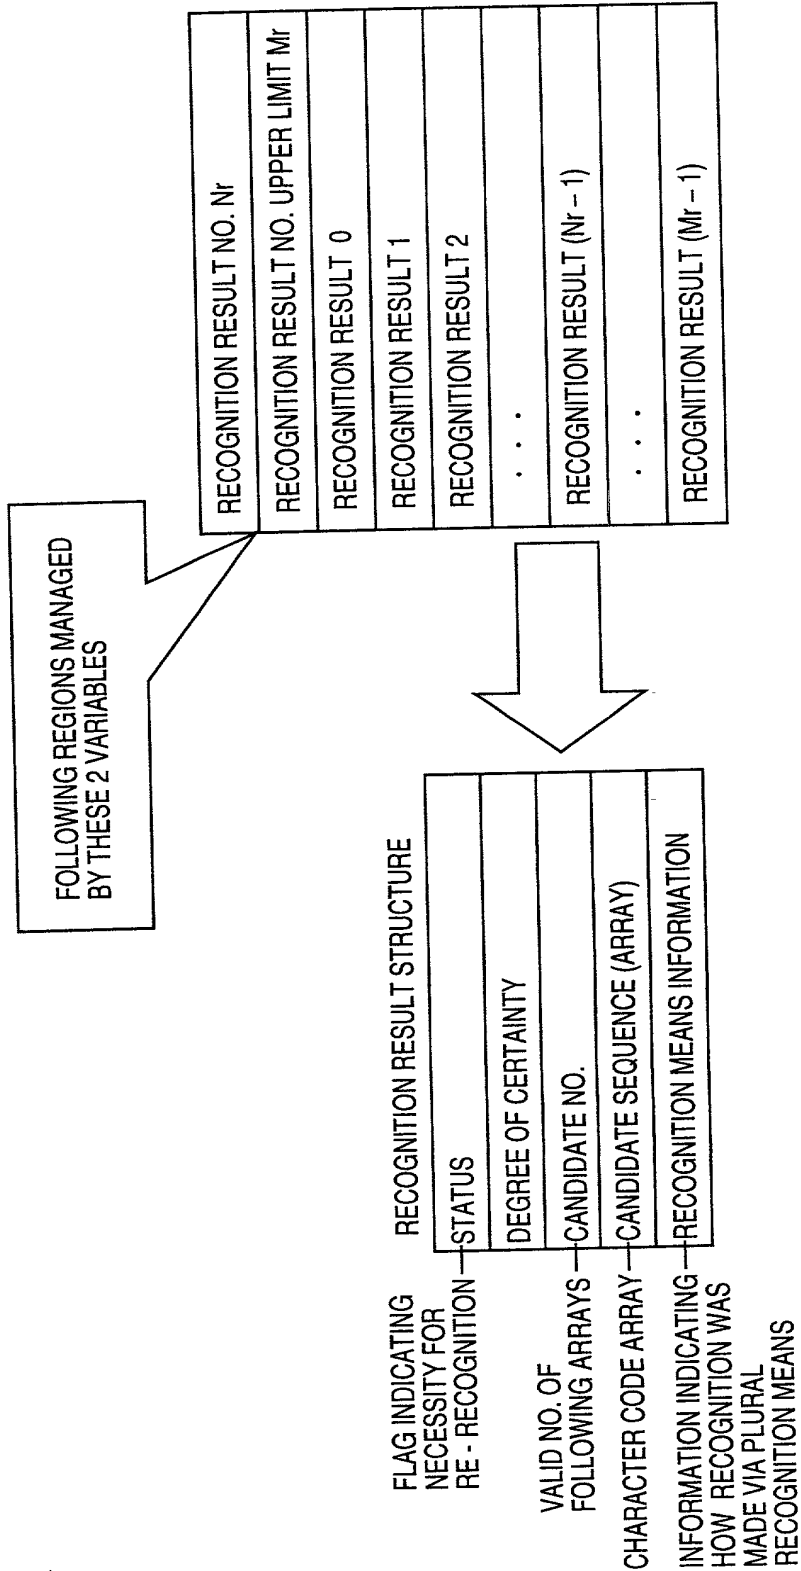 FOLLOWING REGIONS MANAGED
BY THESE 2 VARIABLES
RECOGNITION RESULT NO. Nr
RECOGNITION RESULT NO. UPPER LIMIT Mr
RECOGNITION RESULT 0
RECOGNITION RESULT 1
RECOGNITION RESULT 2
. . .
RECOGNITION RESULT (Nr – 1)
. . .
RECOGNITION RESULT (Mr – 1)
RECOGNITION RESULT STRUCTURE
FLAG INDICATING
NECESSITY FOR
RE - RECOGNITION
STATUS
DEGREE OF CERTAINTY
VALID NO. OF
FOLLOWING ARRAYS
CANDIDATE NO.
CHARACTER CODE ARRAY
CANDIDATE SEQUENCE (ARRAY)
INFORMATION INDICATING
HOW RECOGNITION WAS
MADE VIA PLURAL
RECOGNITION MEANS
RECOGNITION MEANS INFORMATION